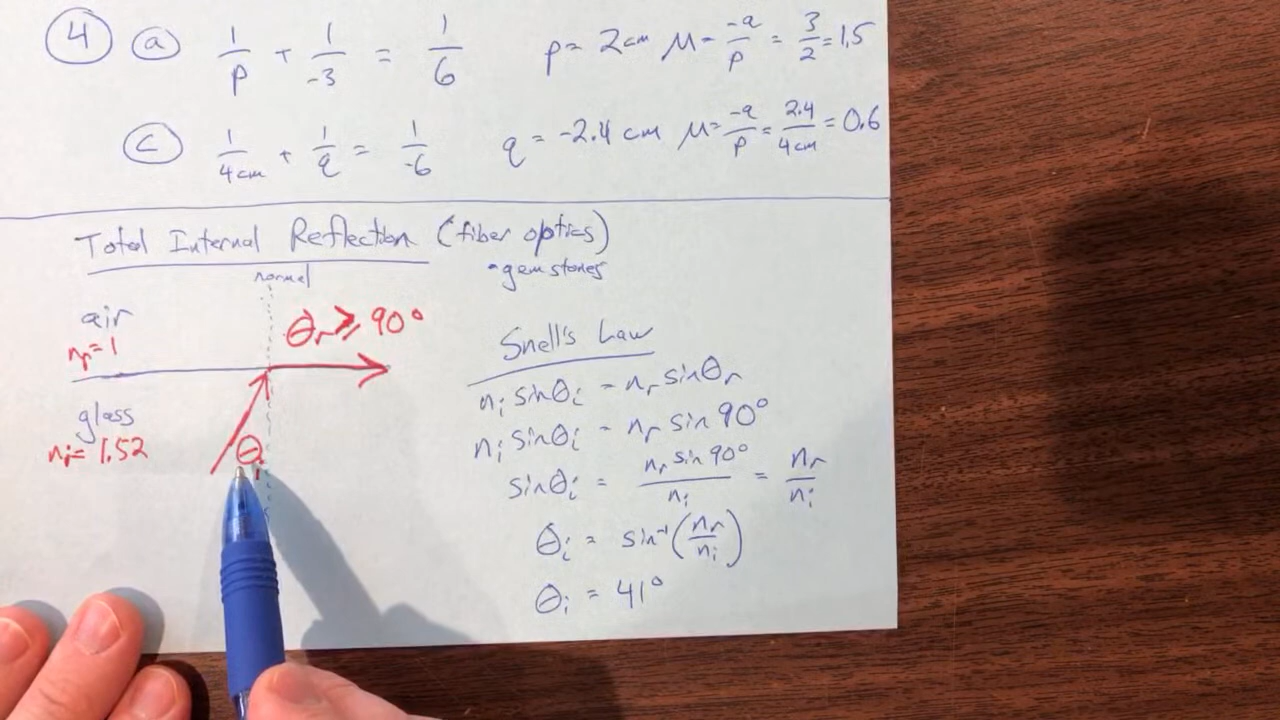 4 a 1/p + 1/-3 = 1/6 p = 2cm M = -q/p = 3/2 = 1.5
c 1/4cm + 1/q = 1/-6 q = -2.4 cm M = -q/p = 2.4/4cm = 0.6
Total Internal Reflection (fiber optics)
• gem stones
normal
air
nr = 1
θr ≥ 90°
glass
ni = 1.52
θi
Snell's Law
ni sinθi = nr sinθr
ni sinθi = nr sin 90°
sinθi = nr sin 90°/ni = nr/ni
θi = sin⁻¹(nr/ni)
θi = 41°